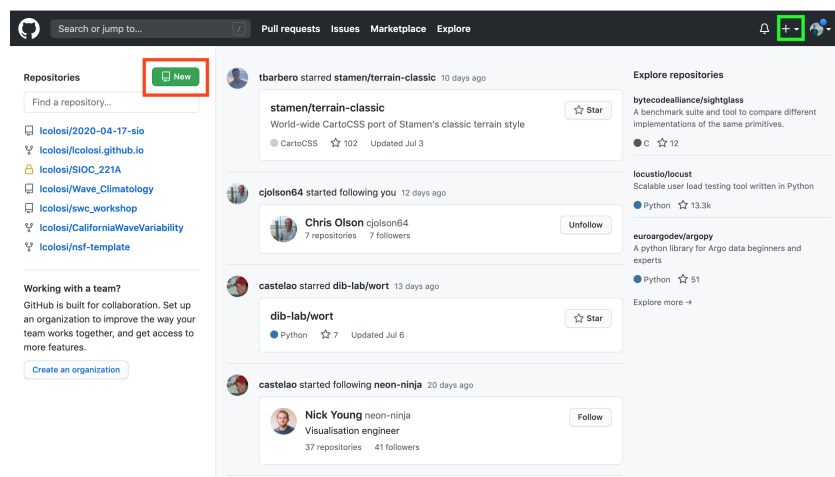 Search or jump to...
/
Pull requests Issues Marketplace Explore
Repositories
New
Find a repository...
lcolosi/2020-04-17-sio
lcolosi/lcolosi.github.io
lcolosi/SIOC_221A
lcolosi/Wave_Climatology
lcolosi/swc_workshop
lcolosi/CaliforniaWaveVariability
lcolosi/nsf-template
Working with a team?
GitHub is built for collaboration. Set up
an organization to improve the way your
team works together, and get access to
more features.
Create an organization
tbarbero starred stamen/terrain-classic 10 days ago
stamen/terrain-classic
Star
World-wide CartoCSS port of Stamen's classic terrain style
CartoCSS 102 Updated Jul 3
cjolson64 started following you 12 days ago
Chris Olson cjolson64
Unfollow
7 repositories 7 followers
castelao starred dib-lab/wort 13 days ago
dib-lab/wort
Star
Python 7 Updated Jul 6
castelao started following neon-ninja 20 days ago
Nick Young neon-ninja
Follow
Visualisation engineer
37 repositories 41 followers
Explore repositories
bytecodealliance/sightglass
A benchmark suite and tool to compare different
implementations of the same primitives.
C 12
locustio/locust
Scalable user load testing tool written in Python
Python 13.3k
euroargodev/argopy
A python library for Argo data beginners and
experts
Python 51
Explore more →